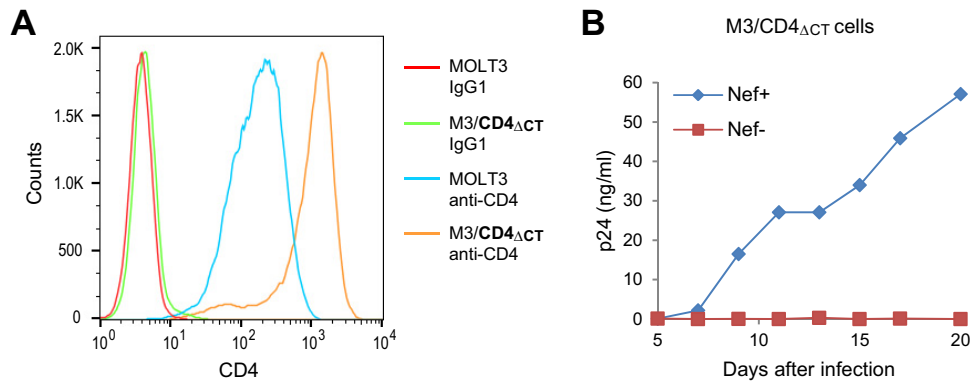 A
2.0K
1.5K
1.0K
500
0
Counts
10^0 10^1 10^2 10^3 10^4
CD4
MOLT3
IgG1
M3/CD4ΔCT
IgG1
MOLT3
anti-CD4
M3/CD4ΔCT
anti-CD4
B
M3/CD4ΔCT cells
60
50
40
30
20
10
0
p24 (ng/ml)
Nef+
Nef-
5 10 15 20
Days after infection